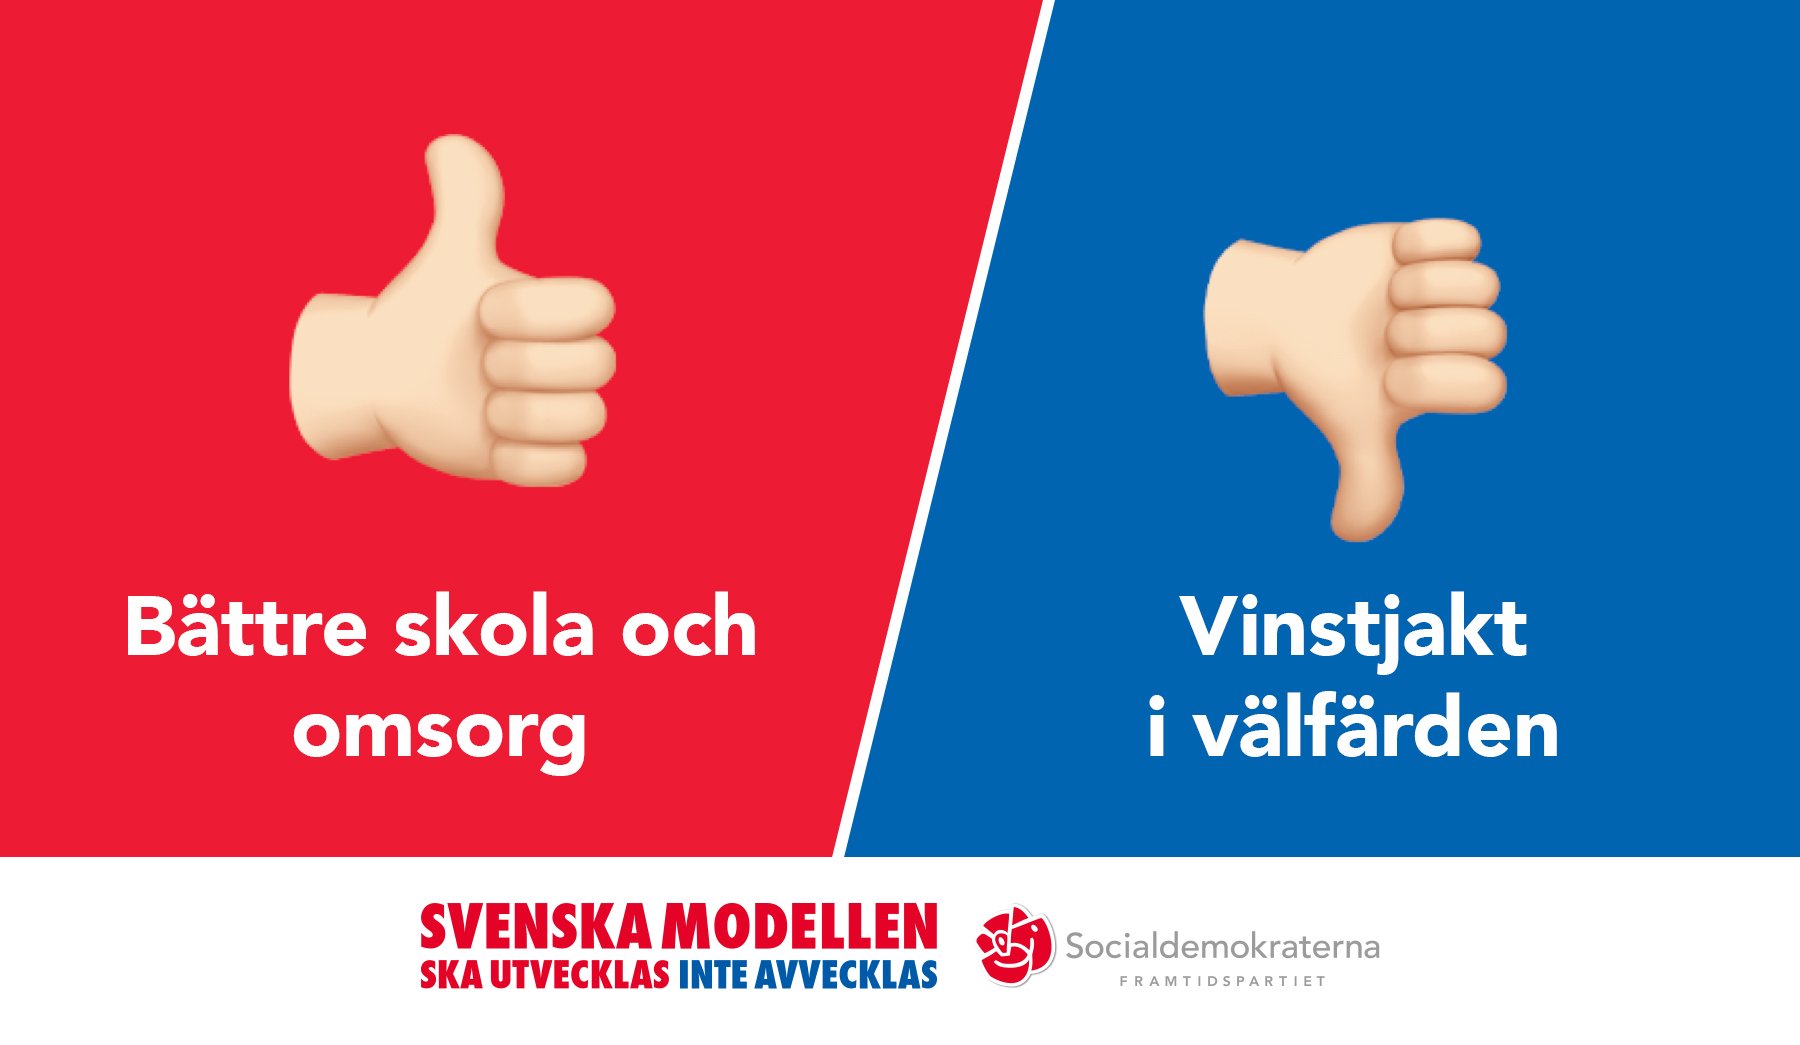 Bättre skola och
omsorg
Vinstjakt
i välfärden
SVENSKA MODELLEN
SKA UTVECKLAS INTE AVVECKLAS
Socialdemokraterna
FRAMTIDSPARTIET